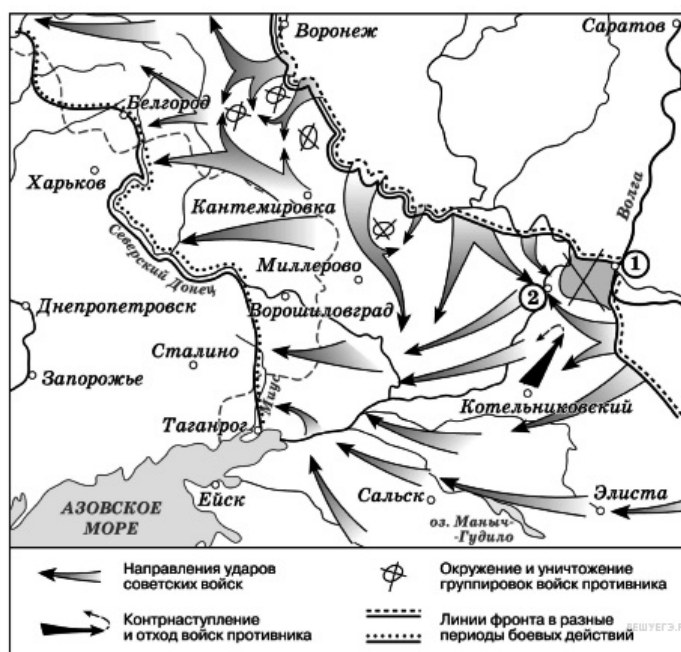 Воронеж
Саратов
Белгород
Харьков
Кантемировка
Волга
Северский Донец
Миллерово
1
2
Днепропетровск
Ворошиловград
Сталино
Запорожье
Миус
Котельниковский
Таганрог
АЗОВСКОЕ
МОРЕ
Ейск
Сальск
Элиста
оз. Маныч-
-Гудило
Направления ударов
советских войск
Окружение и уничтожение
группировок войск противника
Контрнаступление
и отход войск противника
Линии фронта в разные
периоды боевых действий